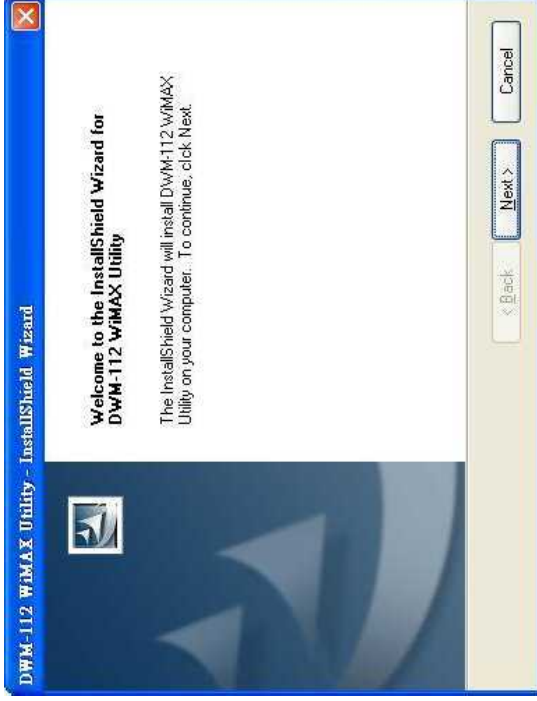 DWM-112 WiMAX Utility - InstallShield Wizard
Welcome to the InstallShield Wizard for
DWM-112 WiMAX Utility
The InstallShield Wizard will install DWM-112 WiMAX
Utility on your computer. To continue, click Next.
< Back
Next >
Cancel